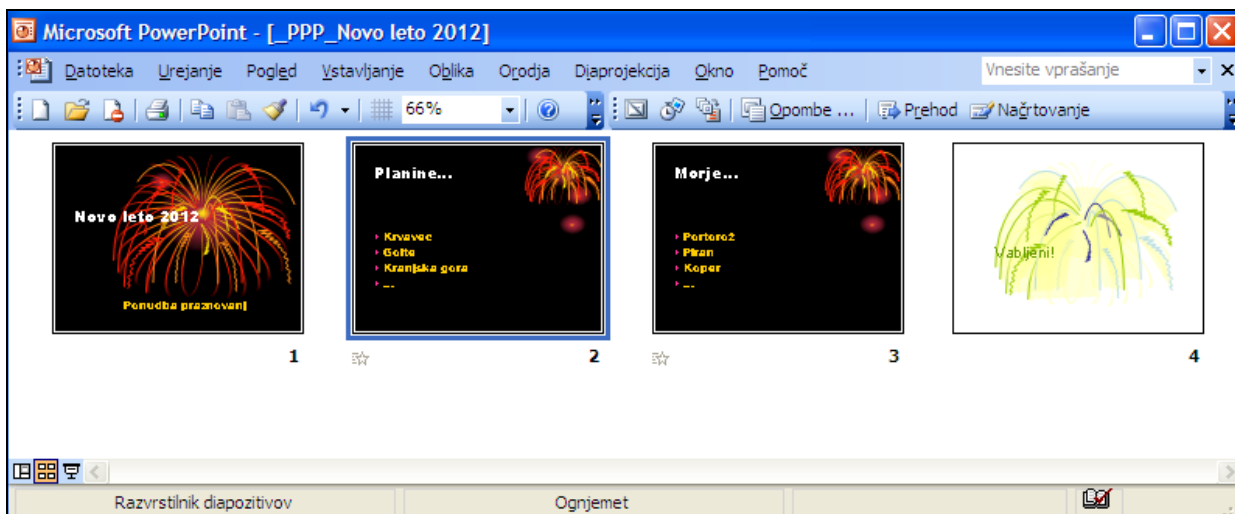 Microsoft PowerPoint - [_PPP_Novo leto 2012]
Datoteka Urejanje Pogled Vstavljanje Oblika Orodja Diaprojekcija Okno Pomoč Vnesite vprašanje
66% Opombe ... Prehod Načrtovanje
Novo leto 2012
Ponudba praznovanj
1
Planine...
Krvavec
Golte
Kranjska gora
...
2
Morje...
Portorož
Piran
Koper
...
3
Vabljeni!
4
Razvrstilnik diapozitivov Ognjemet